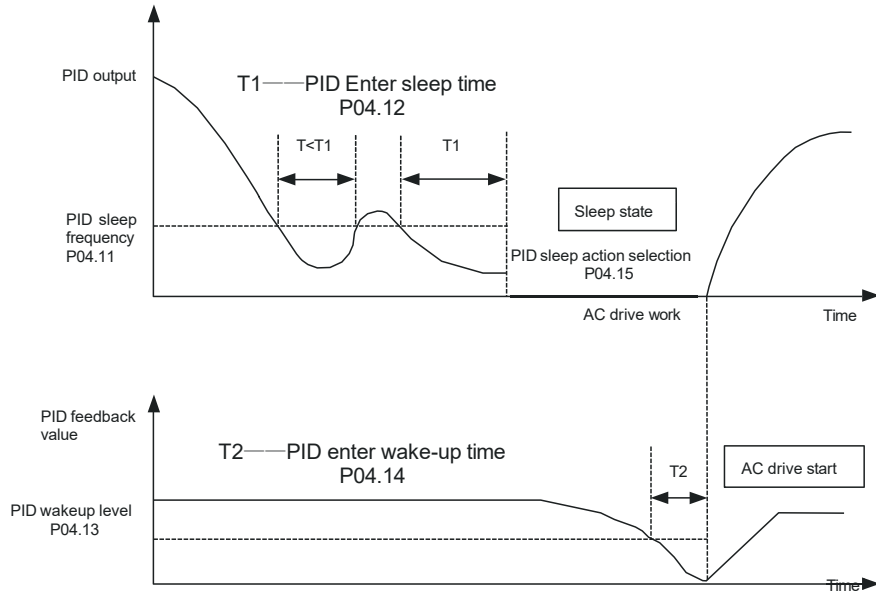 PID output
T1——PID Enter sleep time
P04.12
T<T1
T1
PID sleep
frequency
P04.11
Sleep state
PID sleep action selection
P04.15
AC drive work
Time
PID feedback
value
T2——PID enter wake-up time
P04.14
T2
AC drive start
PID wakeup level
P04.13
Time